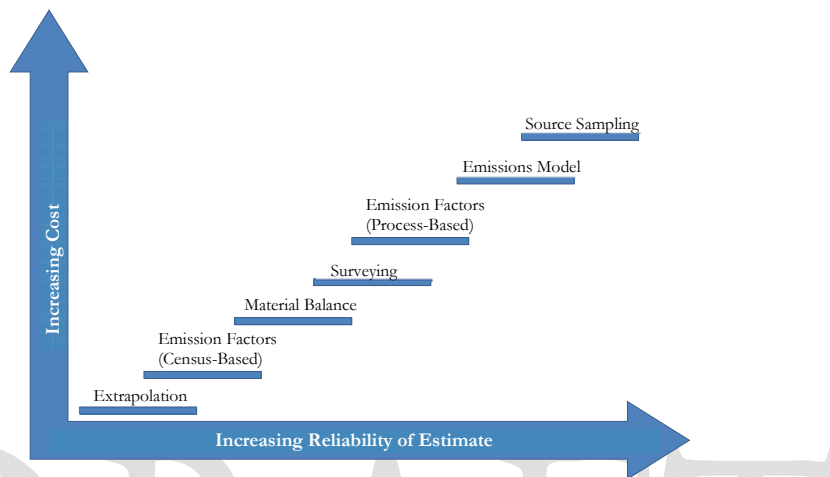 Source Sampling
Emissions Model
Emission Factors
(Process-Based)
Surveying
Material Balance
Emission Factors
(Census-Based)
Extrapolation
Increasing Cost
Increasing Reliability of Estimate